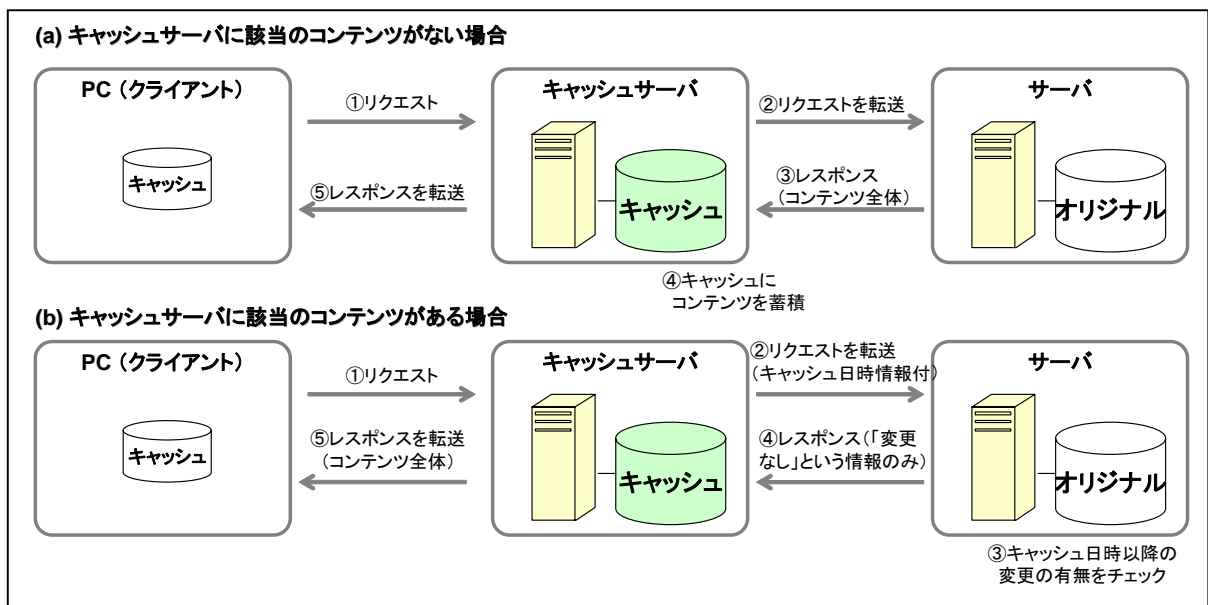 (a) キャッシュサーバに該当のコンテンツがない場合
PC（クライアント）
キャッシュ
①リクエスト
⑤レスポンスを転送
キャッシュサーバ
キャッシュ
④キャッシュに
コンテンツを蓄積
②リクエストを転送
③レスポンス
（コンテンツ全体）
サーバ
オリジナル
(b) キャッシュサーバに該当のコンテンツがある場合
PC（クライアント）
キャッシュ
①リクエスト
⑤レスポンスを転送
（コンテンツ全体）
キャッシュサーバ
キャッシュ
②リクエストを転送
（キャッシュ日時情報付）
④レスポンス（「変更
なし」という情報のみ）
サーバ
オリジナル
③キャッシュ日時以降の
変更の有無をチェック